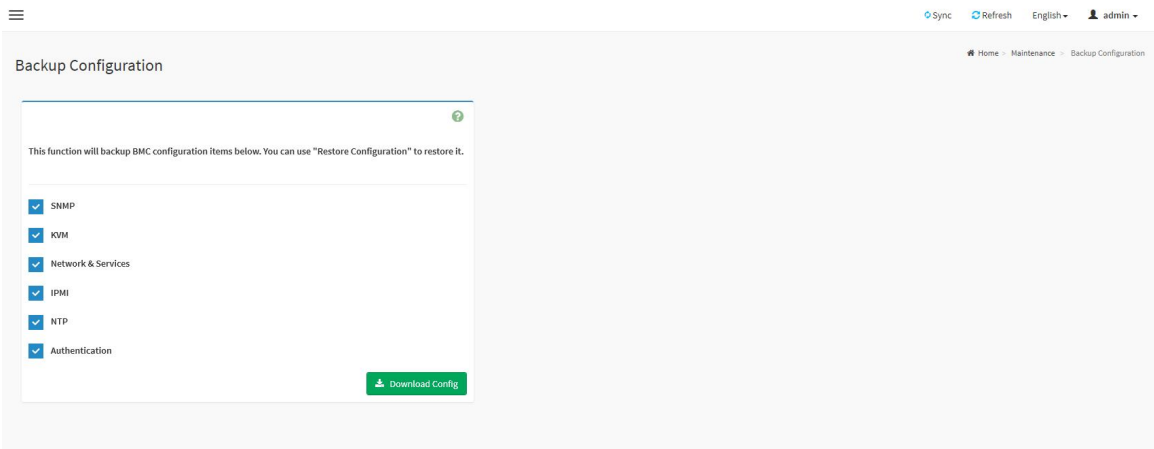 Sync Refresh English admin
Home > Maintenance > Backup Configuration
Backup Configuration
?
This function will backup BMC configuration items below. You can use "Restore Configuration" to restore it.
SNMP
KVM
Network & Services
IPMI
NTP
Authentication
Download Config